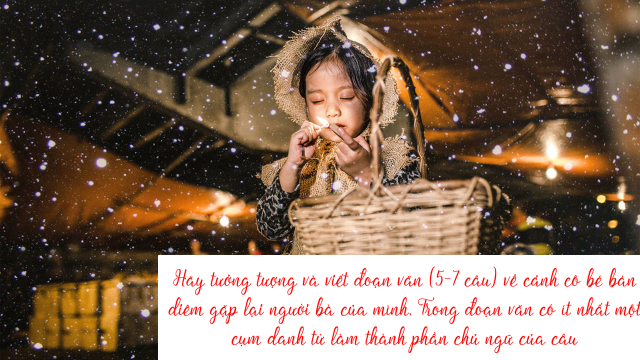 Hãy tưởng tượng và viết đoạn văn (5-7 câu) về cảnh cô bé bán
diêm gặp lại người bà của mình. Trong đoạn văn có ít nhất một
cụm danh từ làm thành phần chủ ngữ của câu